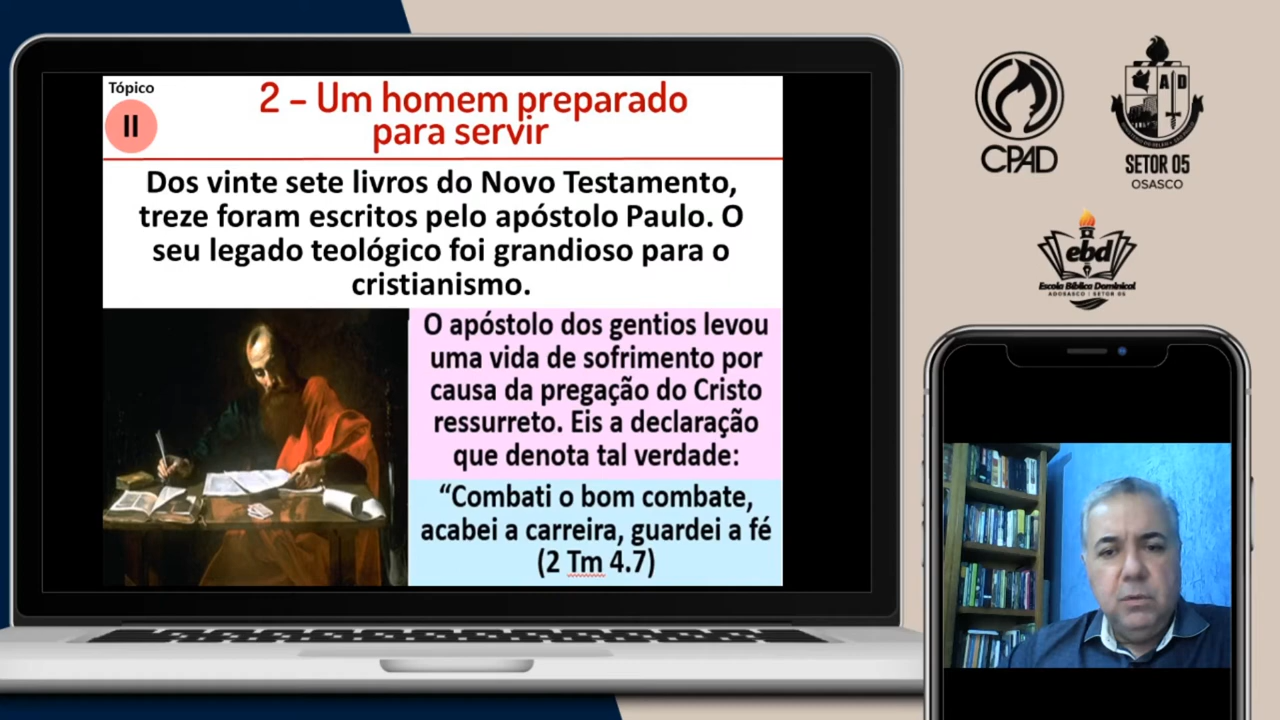 Tópico
II
2 – Um homem preparado
para servir
Dos vinte sete livros do Novo Testamento,
treze foram escritos pelo apóstolo Paulo. O
seu legado teológico foi grandioso para o
cristianismo.
O apóstolo dos gentios levou
uma vida de sofrimento por
causa da pregação do Cristo
ressurreto. Eis a declaração
que denota tal verdade:
“Combati o bom combate,
acabei a carreira, guardei a fé
(2 Tm 4.7)
CPAD
A D
SETOR 05
OSASCO
ebd
Escola Bíblica Dominical
ADOSASCO | SETOR 05